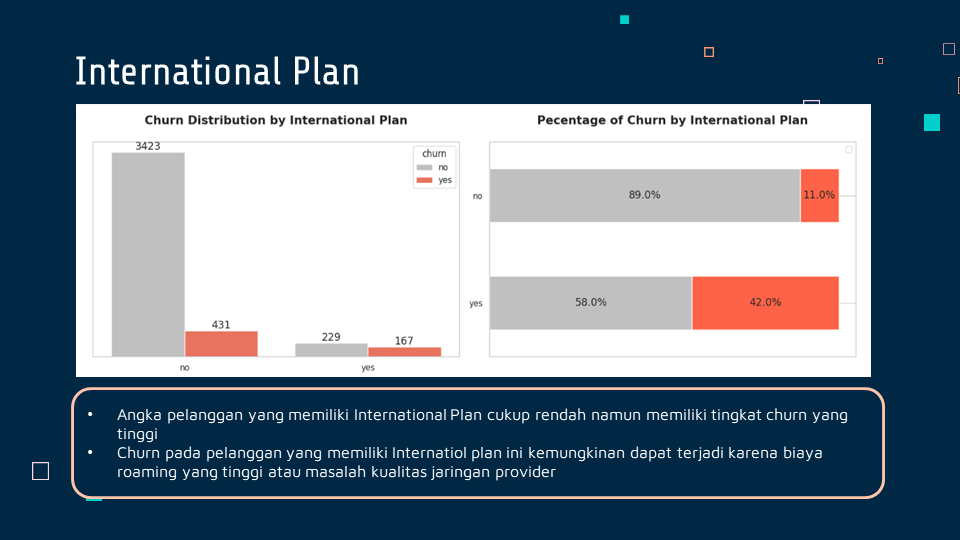 International Plan
Churn Distribution by International Plan
3423
churn
no
yes
431
229
167
no
yes
Pecentage of Churn by International Plan
no
89.0%
11.0%
yes
58.0%
42.0%
• Angka pelanggan yang memiliki International Plan cukup rendah namun memiliki tingkat churn yang
tinggi
• Churn pada pelanggan yang memiliki Internatiol plan ini kemungkinan dapat terjadi karena biaya
roaming yang tinggi atau masalah kualitas jaringan provider